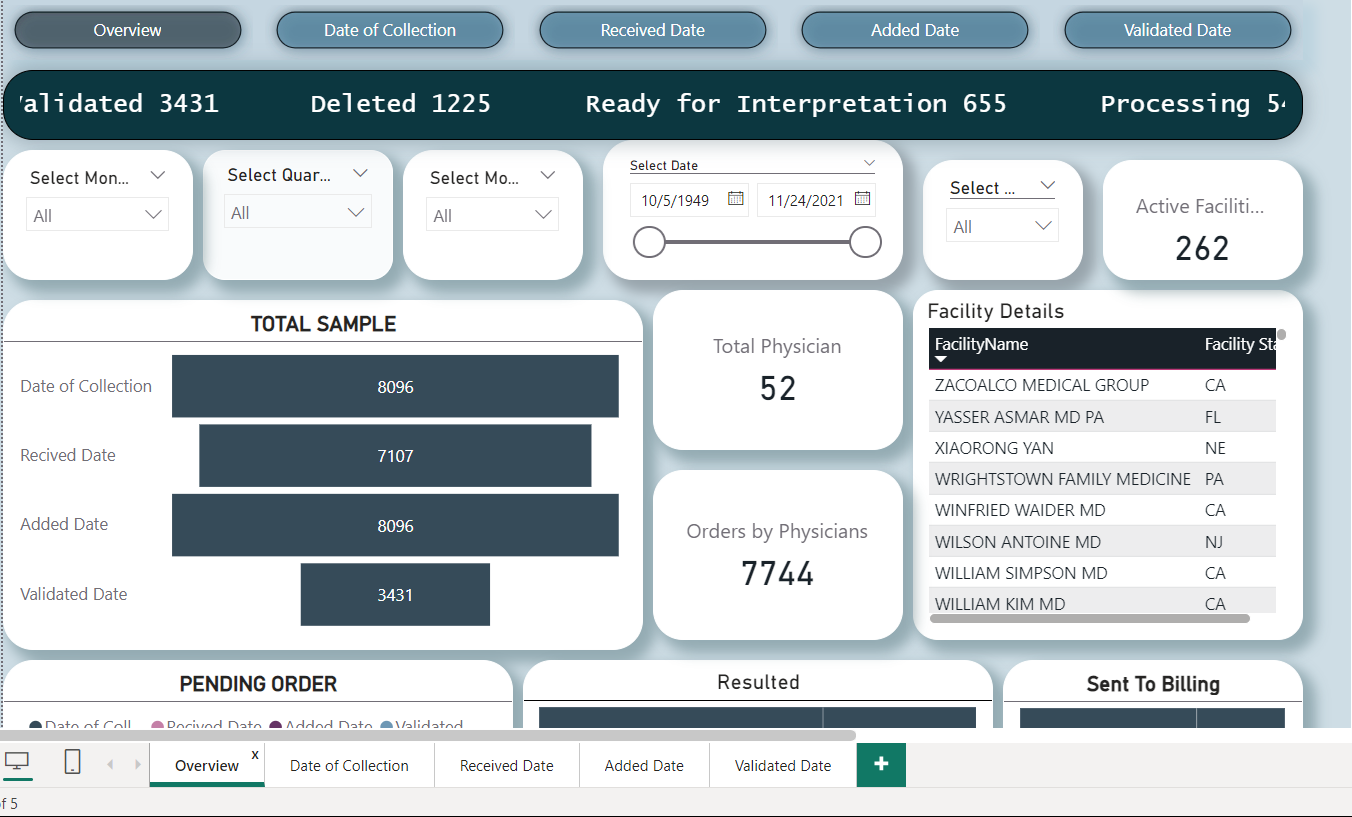 Overview Date of Collection Received Date Added Date Validated Date
alidated 3431 Deleted 1225 Ready for Interpretation 655 Processing
Select Mon...
All
Select Quar...
All
Select Mo...
All
Select Date
10/5/1949 11/24/2021
Select ...
All
Active Faciliti...
262
TOTAL SAMPLE
Date of Collection 8096
Recived Date 7107
Added Date 8096
Validated Date 3431
Total Physician
52
Orders by Physicians
7744
Facility Details
FacilityName Facility Sta
ZACOALCO MEDICAL GROUP CA
YASSER ASMAR MD PA FL
XIAORONG YAN NE
WRIGHTSTOWN FAMILY MEDICINE PA
WINFRIED WAIDER MD CA
WILSON ANTOINE MD NJ
WILLIAM SIMPSON MD CA
WILLIAM KIM MD CA
PENDING ORDER
Date of Coll... Recived Date Added Date Validated
Resulted
Sent To Billing
Overview x Date of Collection Received Date Added Date Validated Date +
of 5